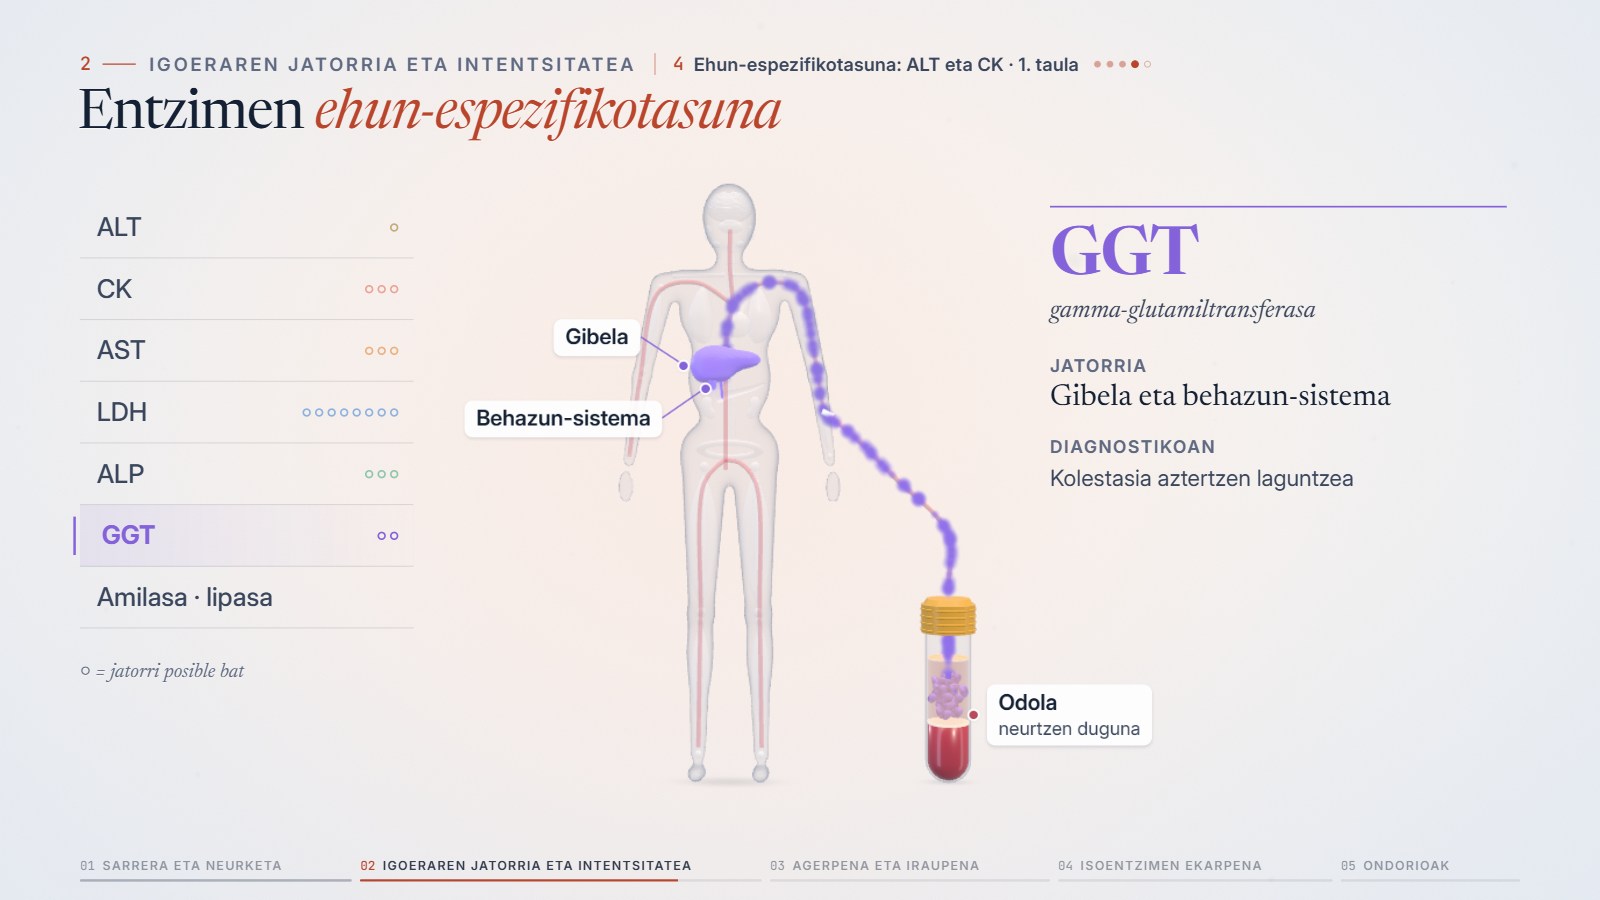 2 IGOERAREN JATORRIA ETA INTENTSITATEA 4 Ehun-espezifikotasuna: ALT eta CK · 1. taula
Entzimen ehun-espezifikotasuna
ALT
CK
AST
LDH
ALP
GGT
Amilasa · lipasa
= jatorri posible bat
Gibela
Behazun-sistema
Odola
neurtzen duguna
GGT
gamma-glutamiltransferasa
JATORRIA
Gibela eta behazun-sistema
DIAGNOSTIKOAN
Kolestasia aztertzen laguntzea
01 SARRERA ETA NEURKETA
02 IGOERAREN JATORRIA ETA INTENTSITATEA
03 AGERPENA ETA IRAUPENA
04 ISOENTZIMEN EKARPENA
05 ONDORIOAK